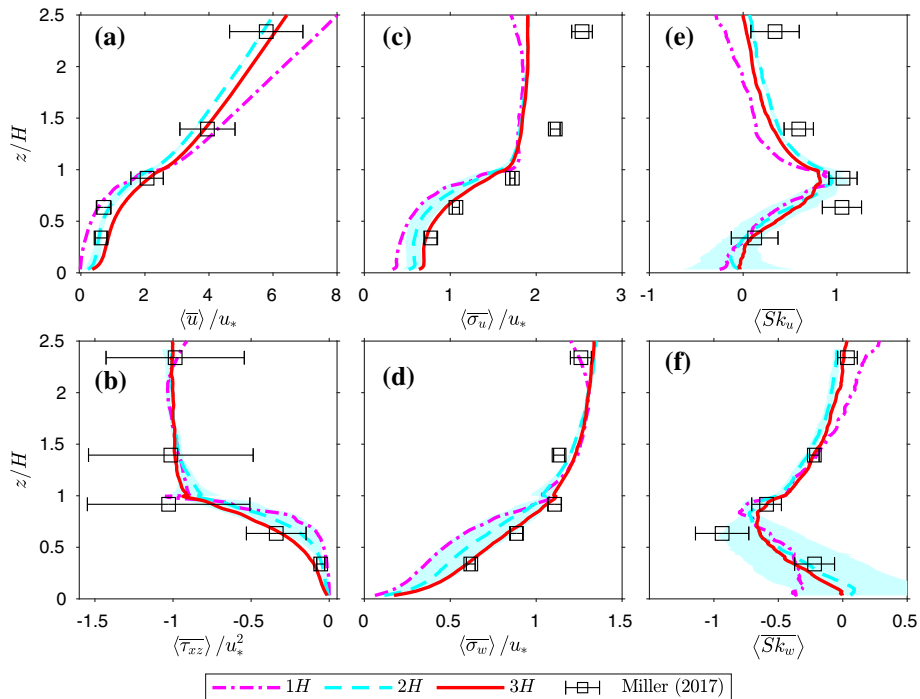 (a)
(c)
(e)
2.5
2
1.5
1
0.5
0
z/H
0 2 4 6 8
0 1 2 3
-1 0 1
⟨u̅⟩/u*
⟨σ̅u⟩/u*
⟨S̅k̅u⟩
(b)
(d)
(f)
2.5
2
1.5
1
0.5
0
z/H
-1.5 -1 -0.5 0
0 0.5 1 1.5
-1 -0.5 0 0.5
⟨τ̅xz⟩/u*²
⟨σ̅w⟩/u*
⟨S̅k̅w⟩
1H 2H 3H Miller (2017)